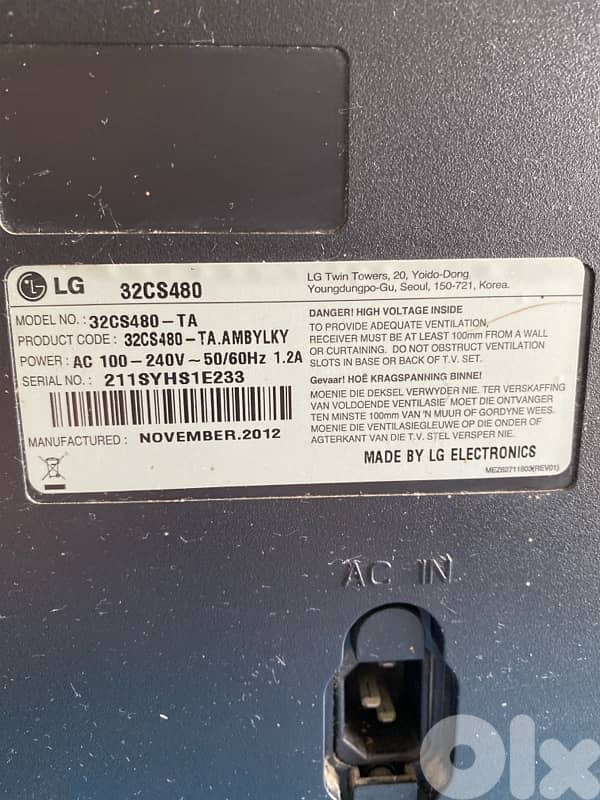 LG 32CS480
LG Twin Towers, 20, Yoido-Dong,
Youngdungpo-Gu, Seoul, 150-721, Korea.
MODEL NO. : 32CS480-TA
PRODUCT CODE : 32CS480-TA.AMBYLKY
POWER : AC 100-240V~50/60Hz 1.2A
SERIAL NO. : 211SYHS1E233
MANUFACTURED : NOVEMBER.2012
DANGER! HIGH VOLTAGE INSIDE
TO PROVIDE ADEQUATE VENTILATION,
RECEIVER MUST BE AT LEAST 100mm FROM A WALL
OR CURTAINING. DO NOT OBSTRUCT VENTILATION
SLOTS IN BASE OR BACK OF T.V. SET.
Gevaar! HOË KRAGSPANNING BINNE!
MOENIE DIE DEKSEL VERWYDER NIE. TER VERSKAFFING
VAN VOLDOENDE VENTILASIE' MOET DIE ONTVANGER
TEN MINSTE 100mm VAN 'N MUUR OF GORDYNE WEES.
MOENIE VENTILASIEGLEUWE OP DIE ONDER OF
AGTERKANT VAN DIE T.V. STEL VERSPER NIE.
MADE BY LG ELECTRONICS
MEZ62711803(REV01)
AC IN
Olx